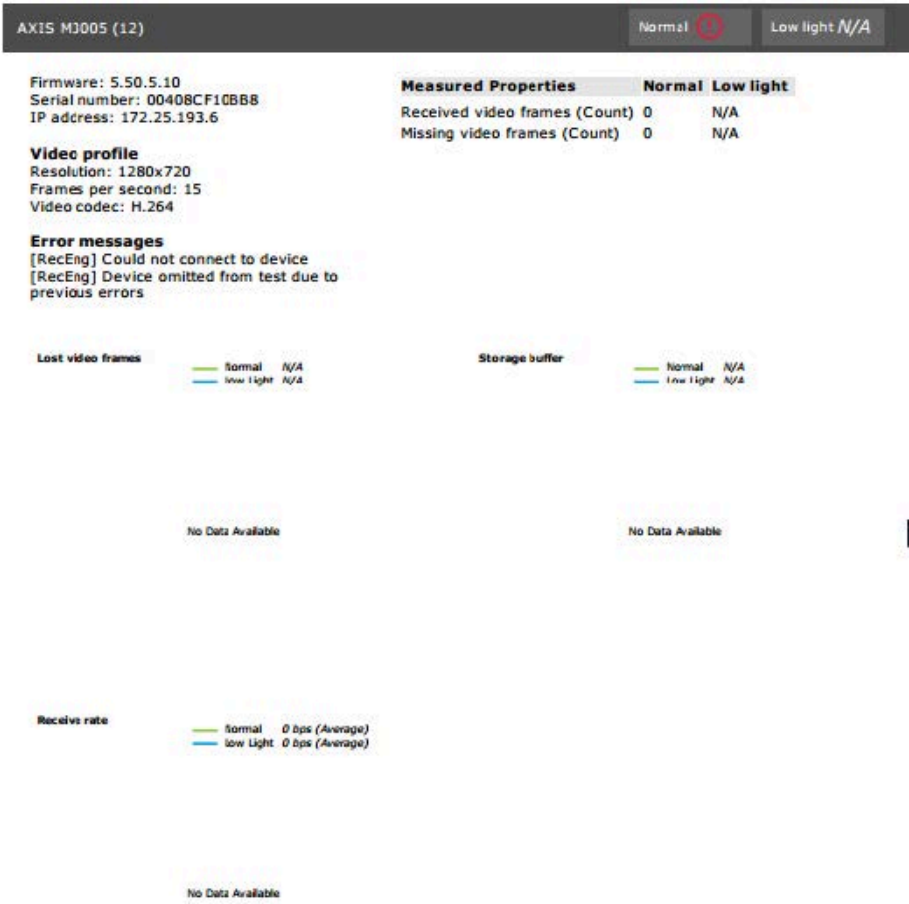 AXIS M3005 (12)
Normal
Low light N/A
Firmware: 5.50.5.10
Serial number: 00408CF10BB8
IP address: 172.25.193.6
Video profile
Resolution: 1280x720
Frames per second: 15
Video codec: H.264
Error messages
[RecEng] Could not connect to device
[RecEng] Device omitted from test due to
previous errors
Measured Properties Normal Low light
Received video frames (Count) 0 N/A
Missing video frames (Count) 0 N/A
Lost video frames
Normal N/A
Low Light N/A
No Data Available
Storage buffer
Normal N/A
Low Light N/A
No Data Available
Receive rate
Normal 0 bps (Average)
Low Light 0 bps (Average)
No Data Available